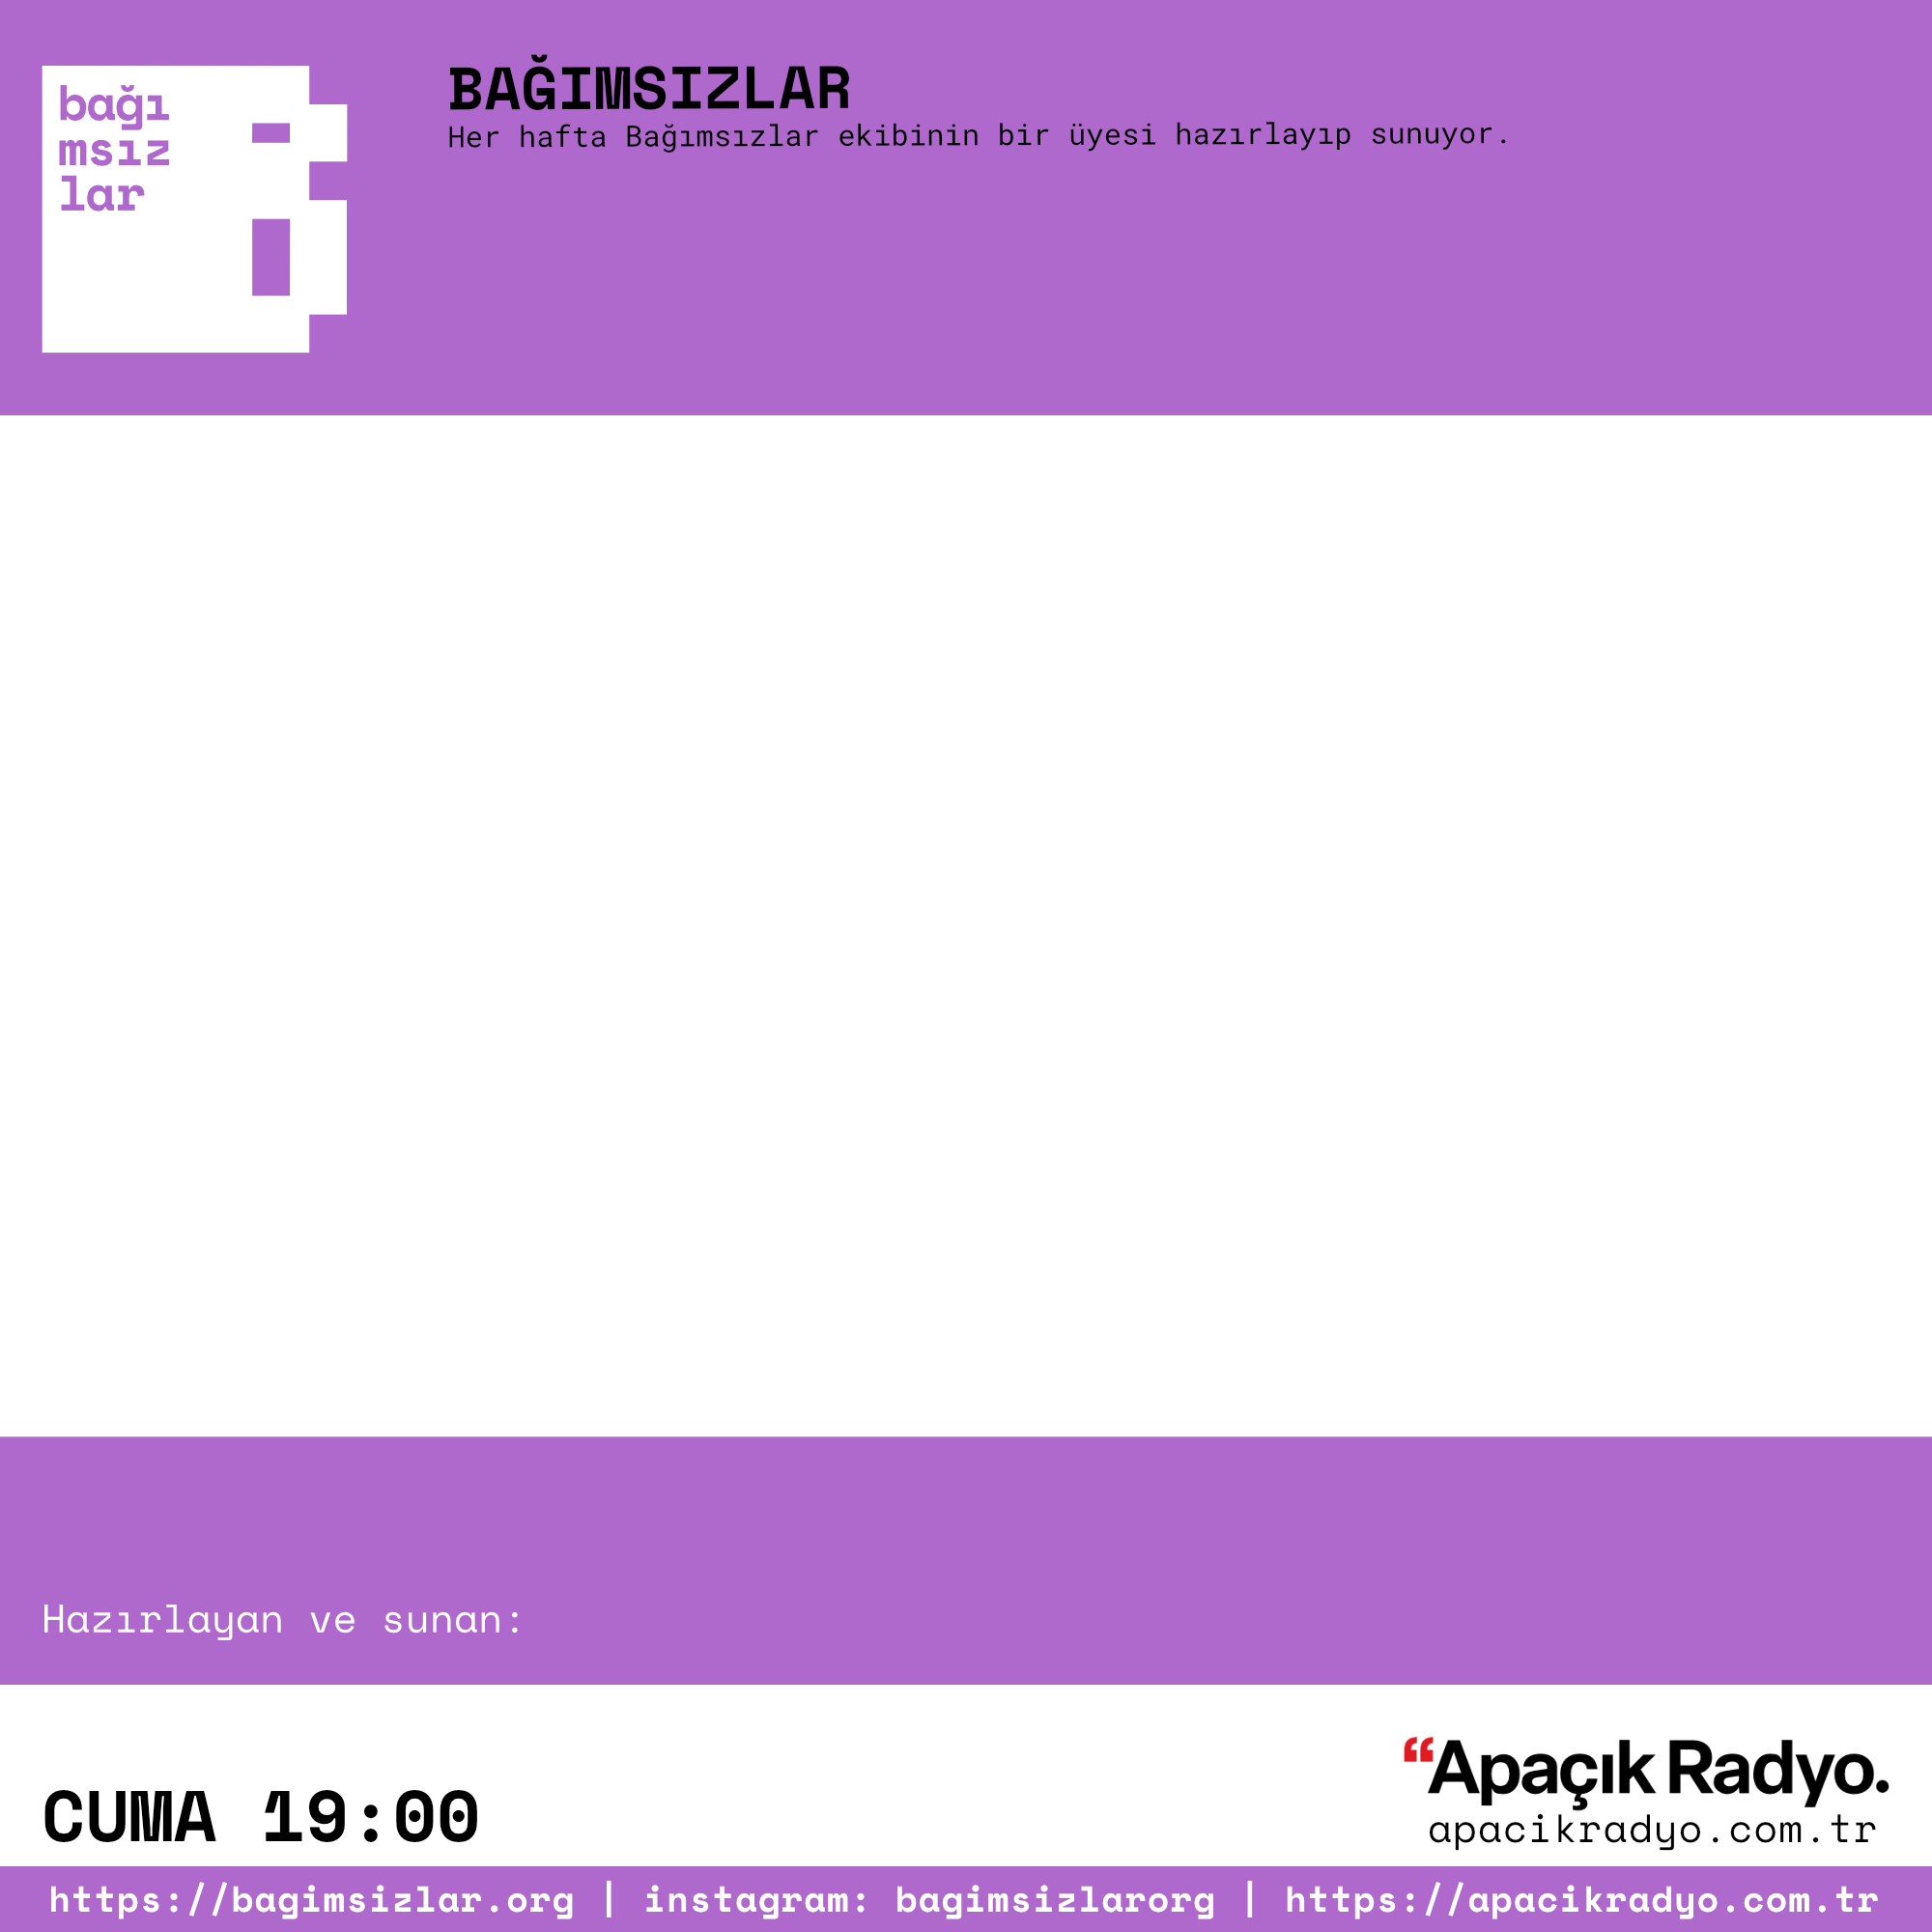 bağı
msız
lar
BAĞIMSIZLAR
Her hafta Bağımsızlar ekibinin bir üyesi hazırlayıp sunuyor.
Hazırlayan ve sunan:
CUMA 19:00
“Apaçık Radyo.
apacikradyo.com.tr
https://bagimsizlar.org | instagram: bagimsizlarorg | https://apacikradyo.com.tr